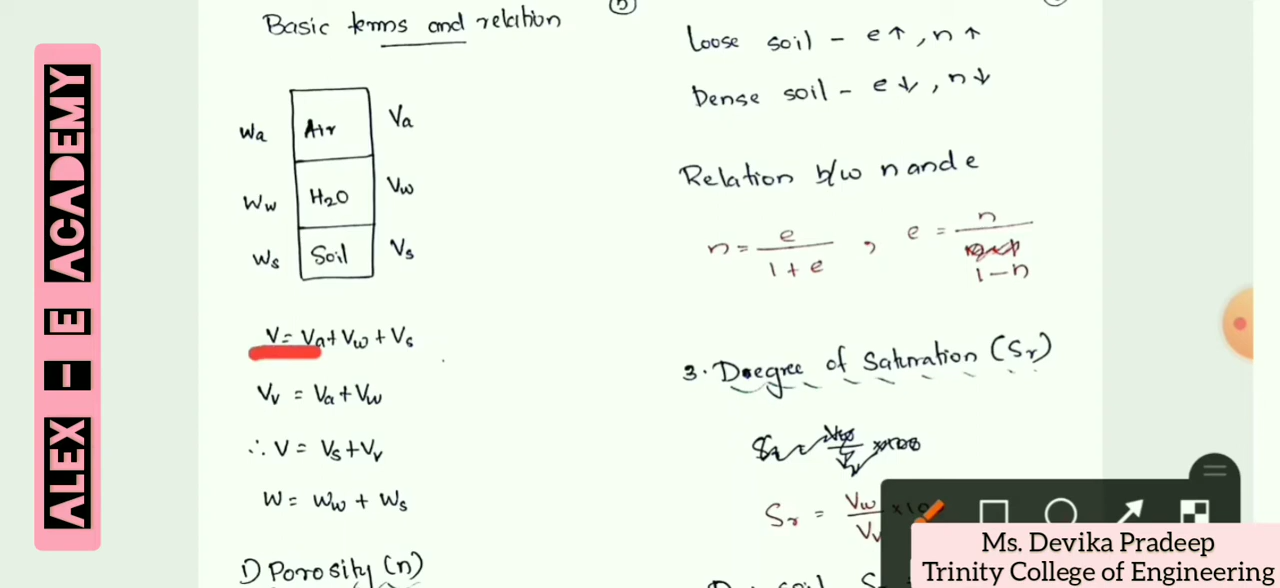 ALEX - E ACADEMY
Basic terms and relation
Wa Air Va
Ww H2O Vw
Ws Soil Vs
V = Va + Vw + Vs
Vv = Va + Vw
∴ V = Vs + Vv
W = Ww + Ws
1) Porosity (n)
Loose soil - e↑, n↑
Dense soil - e↓, n↓
Relation b/w n and e
n = e / 1 + e , e = n / 1 - n
3. Degree of Saturation (Sr)
Sr = Vw / Vv
Ms. Devika Pradeep
Trinity College of Engineering